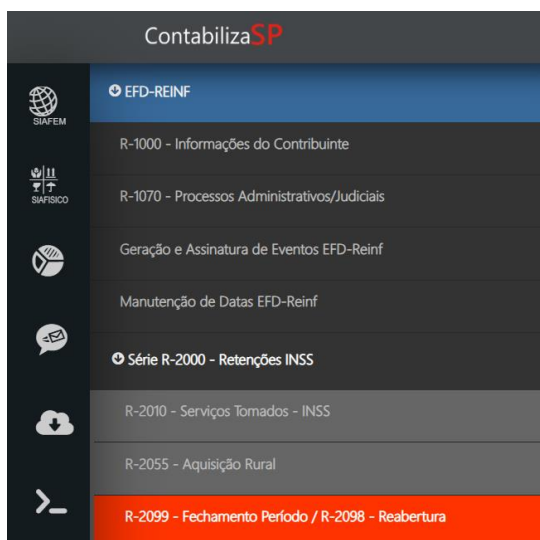 ContabilizaSP
SIAFEM
SIAFISICO
EFD-REINF
R-1000 - Informações do Contribuinte
R-1070 - Processos Administrativos/Judiciais
Geração e Assinatura de Eventos EFD-Reinf
Manutenção de Datas EFD-Reinf
Série R-2000 - Retenções INSS
R-2010 - Serviços Tomados - INSS
R-2055 - Aquisição Rural
R-2099 - Fechamento Período / R-2098 - Reabertura